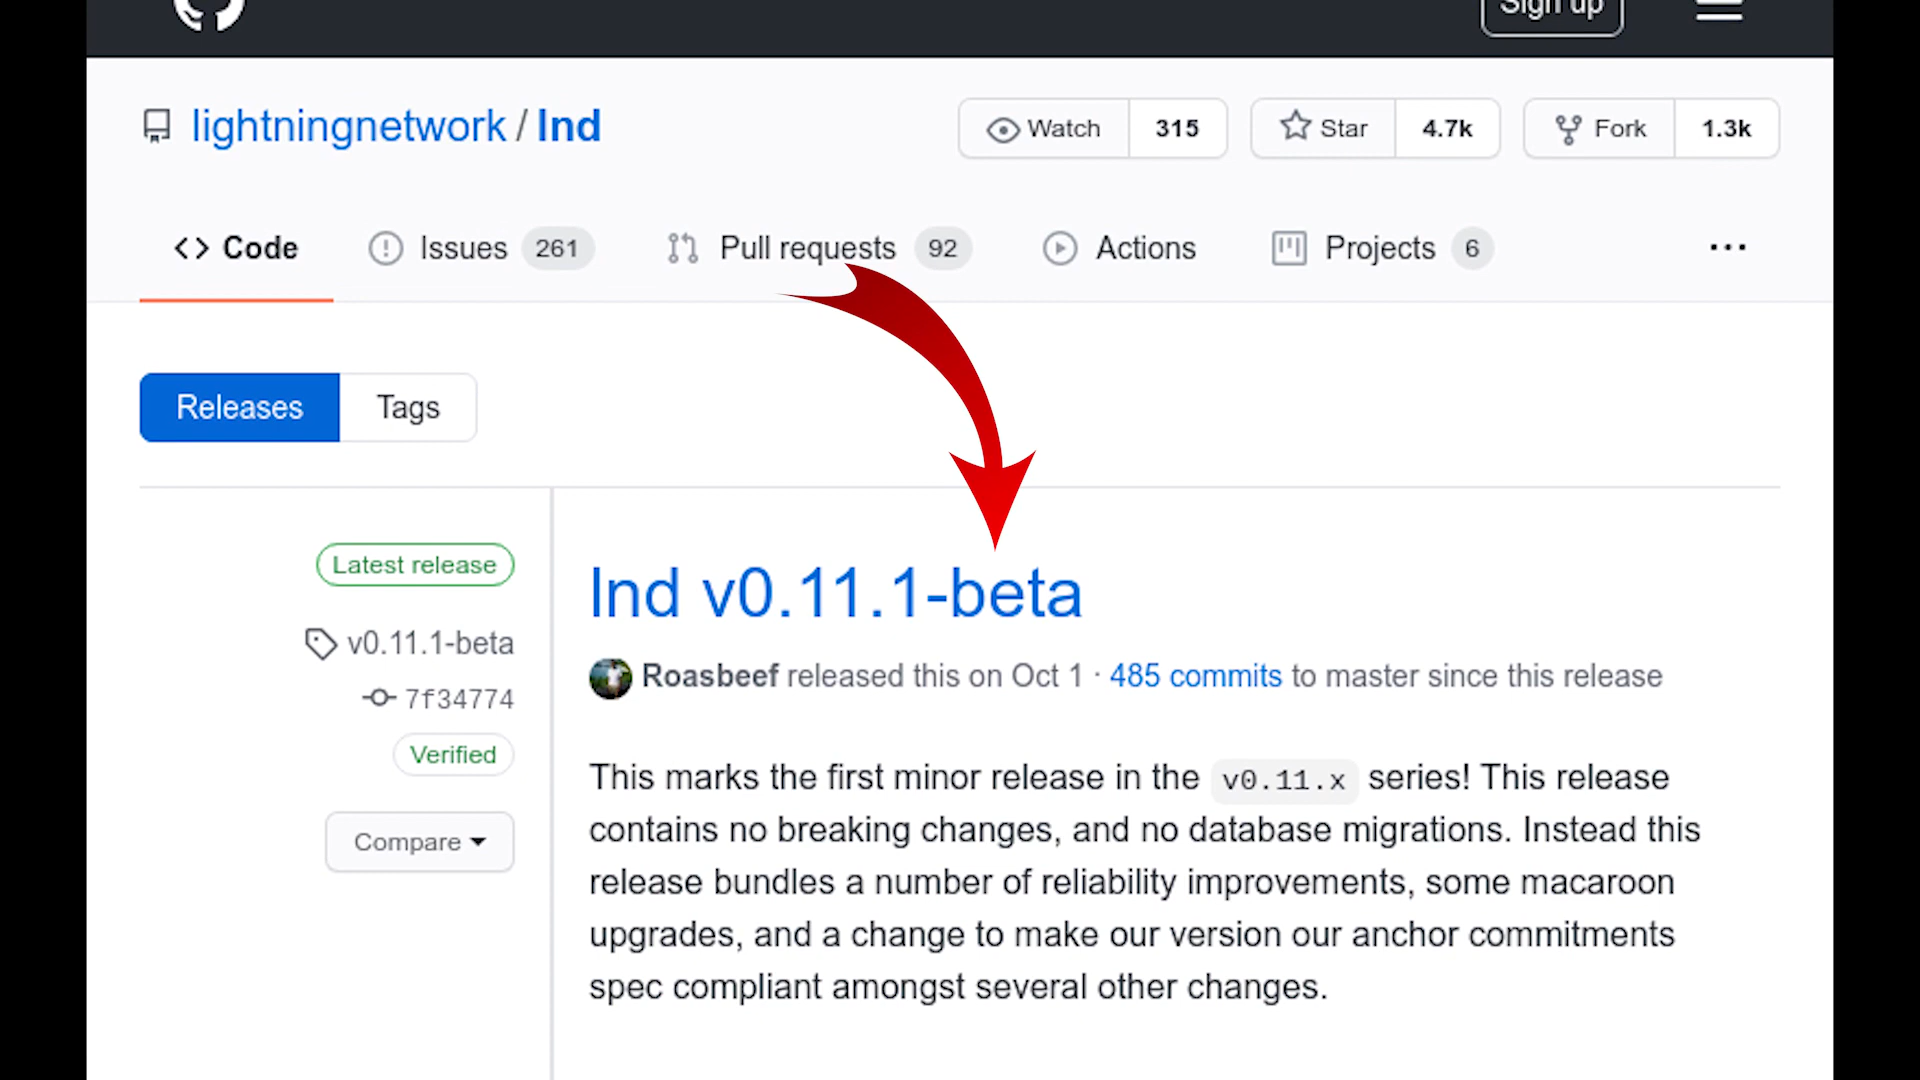 Sign up
lightningnetwork / lnd
Watch 315
Star 4.7k
Fork 1.3k
Code
Issues 261
Pull requests 92
Actions
Projects 6
Releases
Tags
Latest release
v0.11.1-beta
7f34774
Verified
Compare
lnd v0.11.1-beta
Roasbeef released this on Oct 1 · 485 commits to master since this release
This marks the first minor release in the v0.11.x series! This release
contains no breaking changes, and no database migrations. Instead this
release bundles a number of reliability improvements, some macaroon
upgrades, and a change to make our version our anchor commitments
spec compliant amongst several other changes.